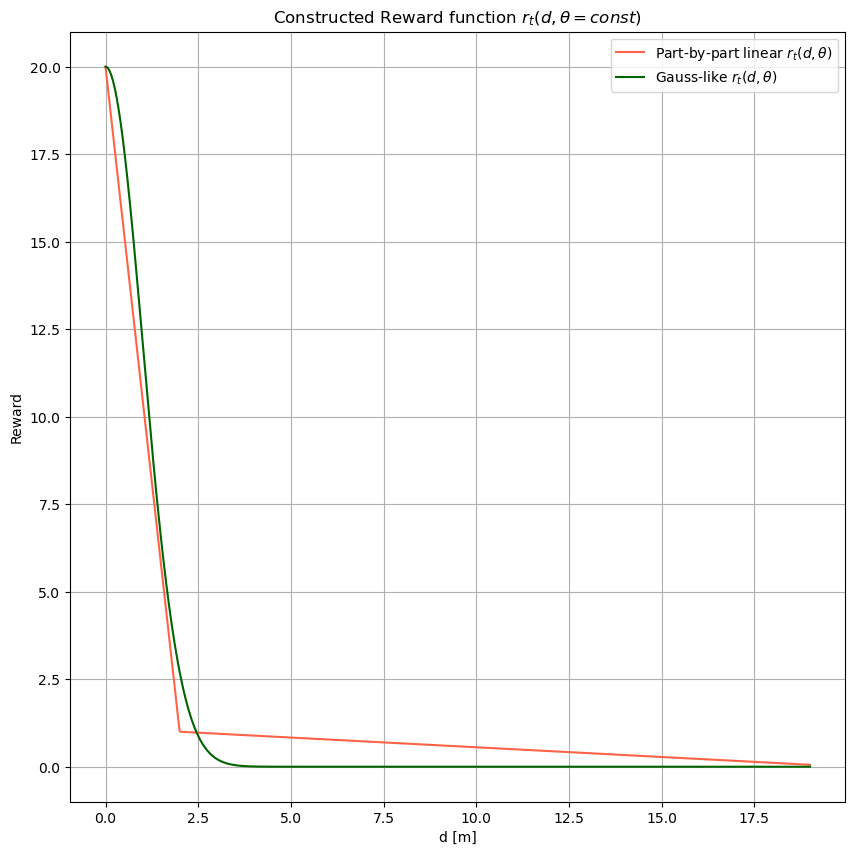 Constructed Reward function $r_t(d, \theta = const)$
Part-by-part linear $r_t(d, \theta)$
Gauss-like $r_t(d, \theta)$
20.0
17.5
15.0
12.5
10.0
7.5
5.0
2.5
0.0
Reward
0.0 2.5 5.0 7.5 10.0 12.5 15.0 17.5
d [m]